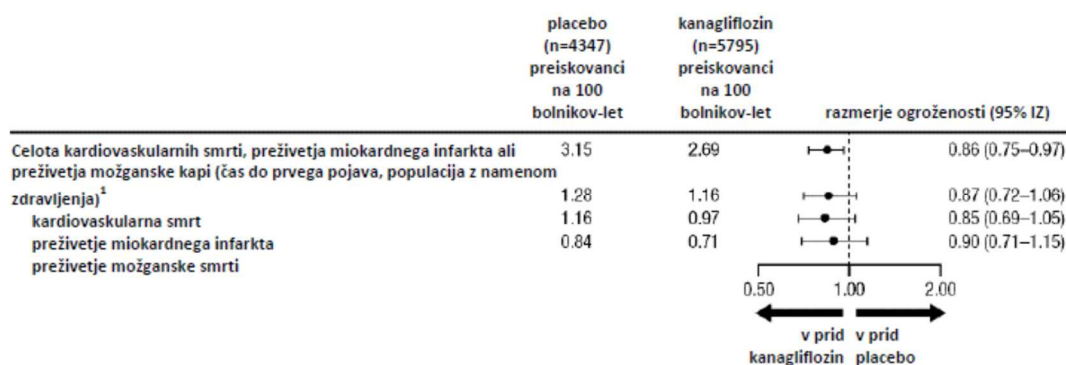 placebo
(n=4347)
preiskovanci
na 100
bolnikov-let
kanagliflozin
(n=5795)
preiskovanci
na 100
bolnikov-let
razmerje ogroženosti (95% IZ)
Celota kardiovaskularnih smrti, preživetja miokardnega infarkta ali
preživetja možganske kapi (čas do prvega pojava, populacija z namenom
zdravljenja)1
3.15 2.69 0.86 (0.75–0.97)
kardiovaskularna smrt
1.28 1.16 0.87 (0.72–1.06)
preživetje miokardnega infarkta
1.16 0.97 0.85 (0.69–1.05)
preživetje možganske smrti
0.84 0.71 0.90 (0.71–1.15)
0.50 1.00 2.00
v prid
kanagliflozin
v prid
placebo